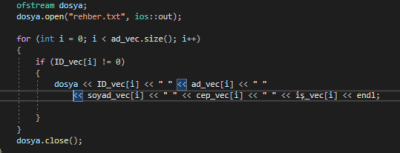 ofstream dosya;
dosya.open("rehber.txt", ios::out);
for (int i = 0; i < ad_vec.size(); i++)
{
if (ID_vec[i] != 0)
{
dosya << ID_vec[i] << " " << ad_vec[i] << " "
<< soyad_vec[i] << " " << cep_vec[i] << " " << iş_vec[i] << endl;
}
}
dosya.close();